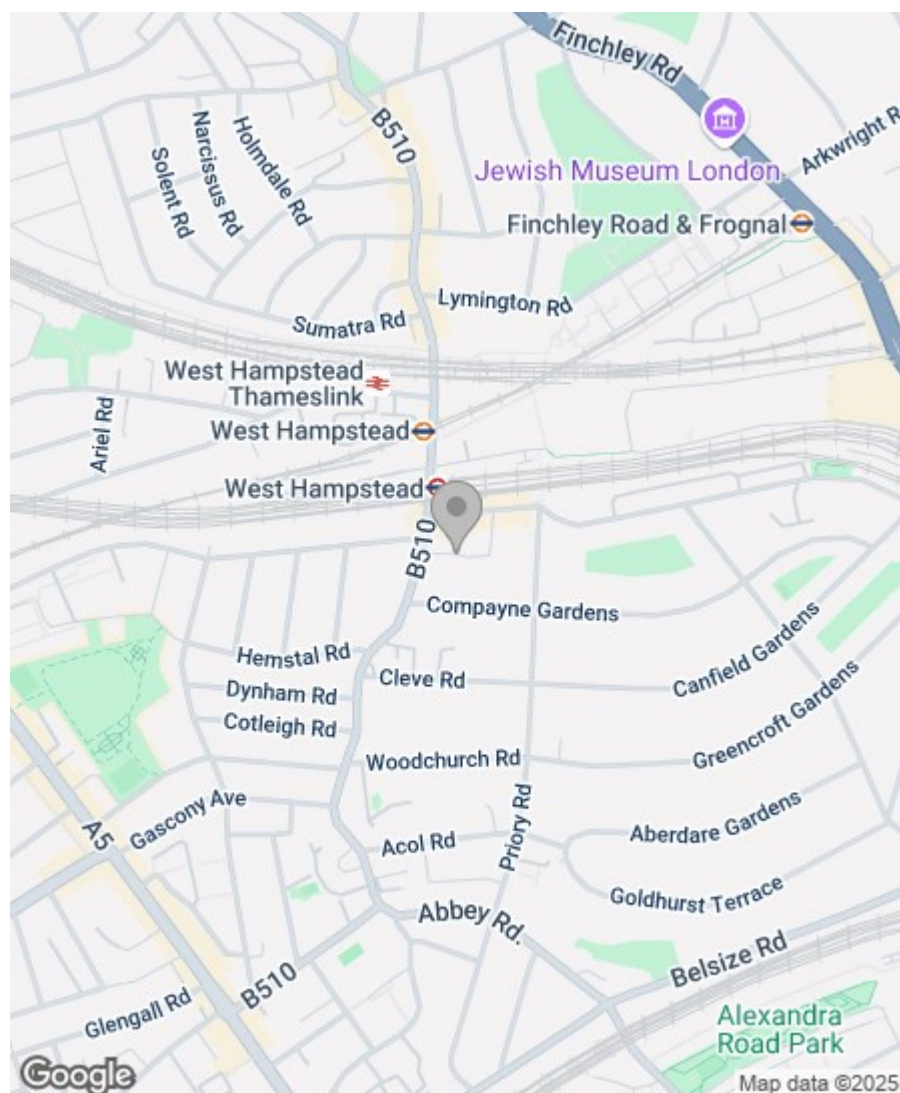 Finchley Rd
B510
Jewish Museum London
Arkwright R
Holmdale Rd
Narcissus Rd
Solent Rd
Finchley Road & Frognal
Lymington Rd
Sumatra Rd
West Hampstead
Thameslink
West Hampstead
Ariel Rd
West Hampstead
B510
Compayne Gardens
Hemstal Rd
Cleve Rd
Canfield Gardens
Dynham Rd
Cotleigh Rd
Greencroft Gardens
Woodchurch Rd
Gascony Ave
A5
Priory Rd
Aberdare Gardens
Acol Rd
Goldhurst Terrace
Abbey Rd.
Belsize Rd
B510
Glengall Rd
Alexandra
Road Park
Google
Map data ©2025